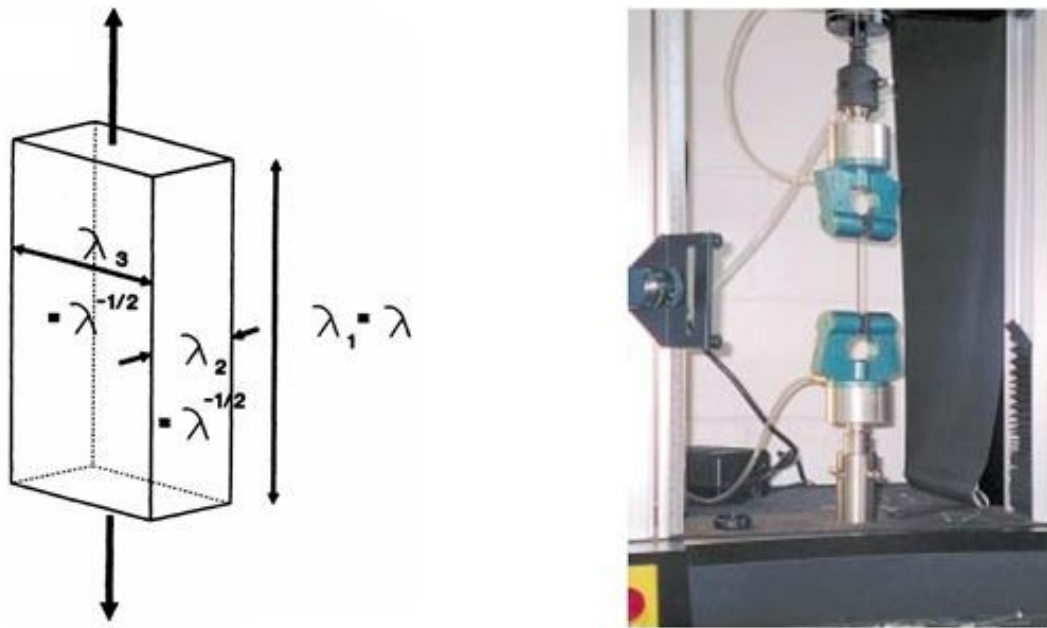 λ₃
= λ^-1/2
λ₁ = λ
λ₂
= λ^-1/2